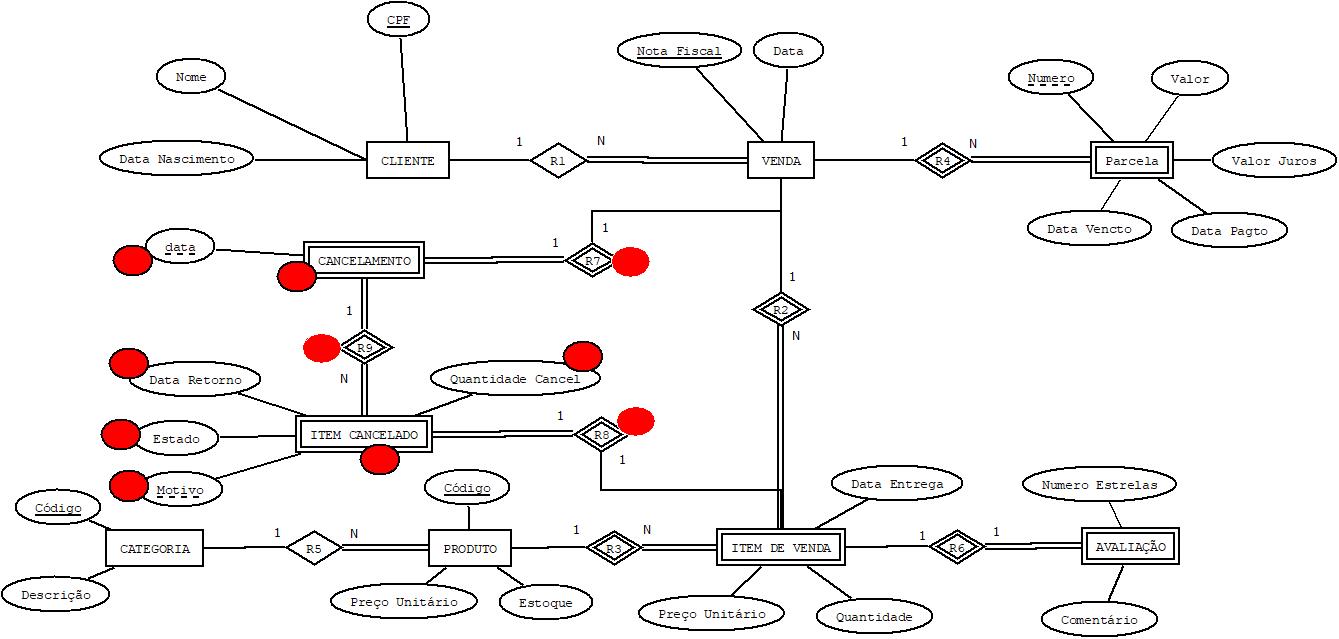 CPF
Nota Fiscal
Data
Nome
Numero
Valor
1
N
1
N
Data Nascimento
CLIENTE
R1
VENDA
R4
Parcela
Valor Juros
Data Vencto
Data Pagto
1
data
1
CANCELAMENTO
R7
1
1
R2
N
R9
N
Data Retorno
Quantidade Cancel
1
Estado
ITEM CANCELADO
R8
1
Motivo
Código
Data Entrega
Numero Estrelas
Código
1
N
1
N
1
1
CATEGORIA
R5
PRODUTO
R3
ITEM DE VENDA
R6
AVALIAÇÃO
Descrição
Preço Unitário
Estoque
Preço Unitário
Quantidade
Comentário